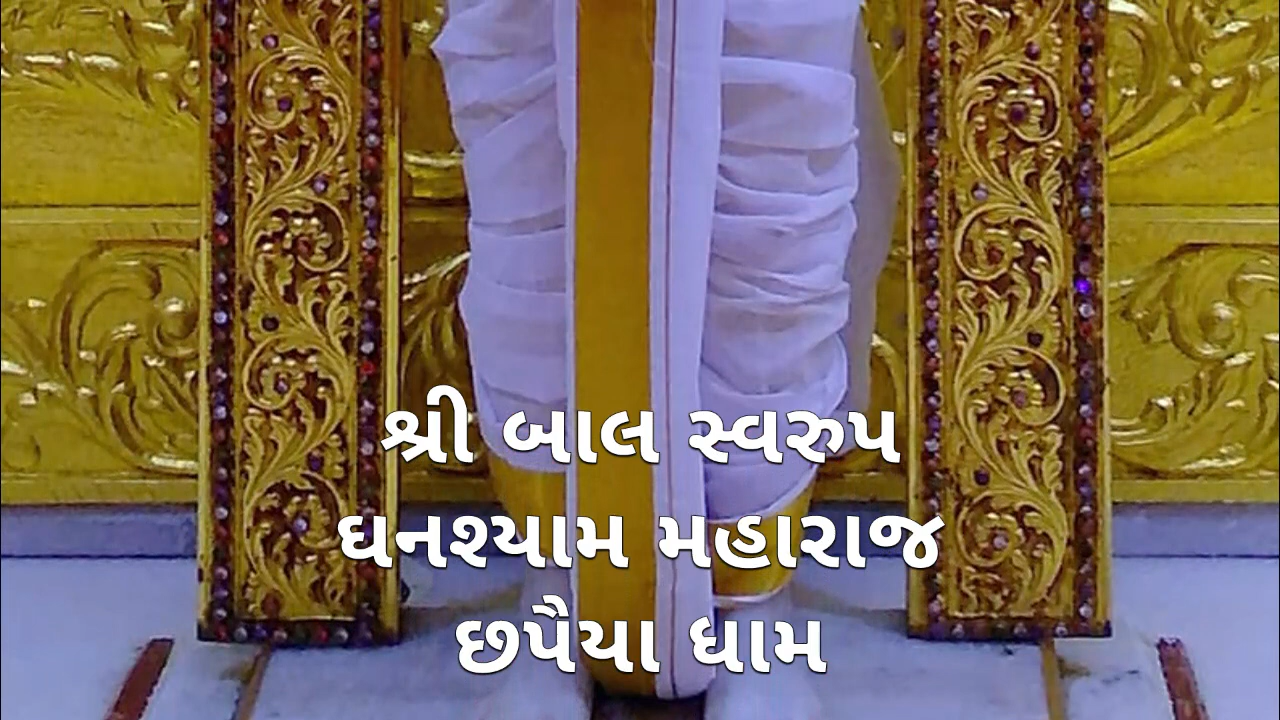 શ્રી બાલ સ્વરુપ
ઘનશ્યામ મહારાજ
છપૈયા ધામ